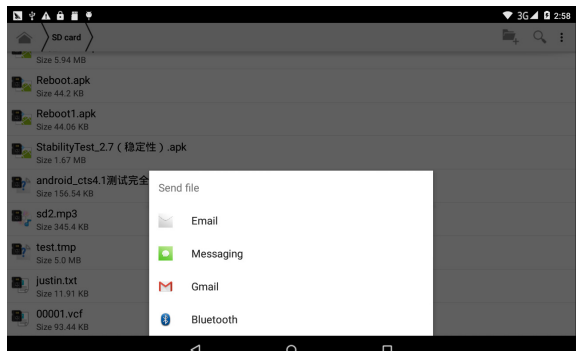 3G 2:58
SD card
Size 5.94 MB
Reboot.apk
Size 44.2 KB
Reboot1.apk
Size 44.06 KB
StabilityTest_2.7 ( 稳定性 ) .apk
Size 1.67 MB
android_cts4.1测试完全
Size 156.54 KB
sd2.mp3
Size 345.4 KB
test.tmp
Size 5.0 MB
justin.txt
Size 11.91 KB
00001.vcf
Size 93.44 KB
Send file
Email
Messaging
Gmail
Bluetooth